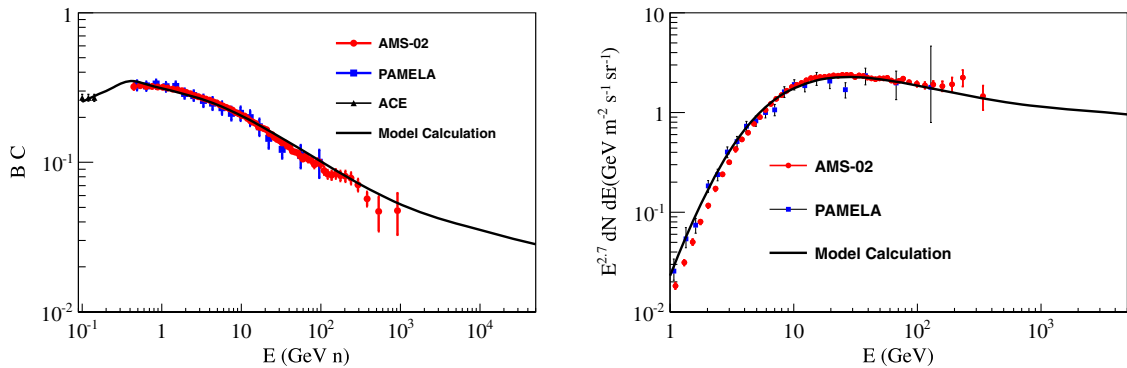 1
10⁻¹
10⁻²
B C
10⁻¹
1
10
10²
10³
10⁴
E (GeV n)
AMS-02
PAMELA
ACE
Model Calculation
10
1
10⁻¹
10⁻²
E²·⁷ dN dE(GeV m⁻² s⁻¹ sr⁻¹)
1
10
10²
10³
E (GeV)
AMS-02
PAMELA
Model Calculation